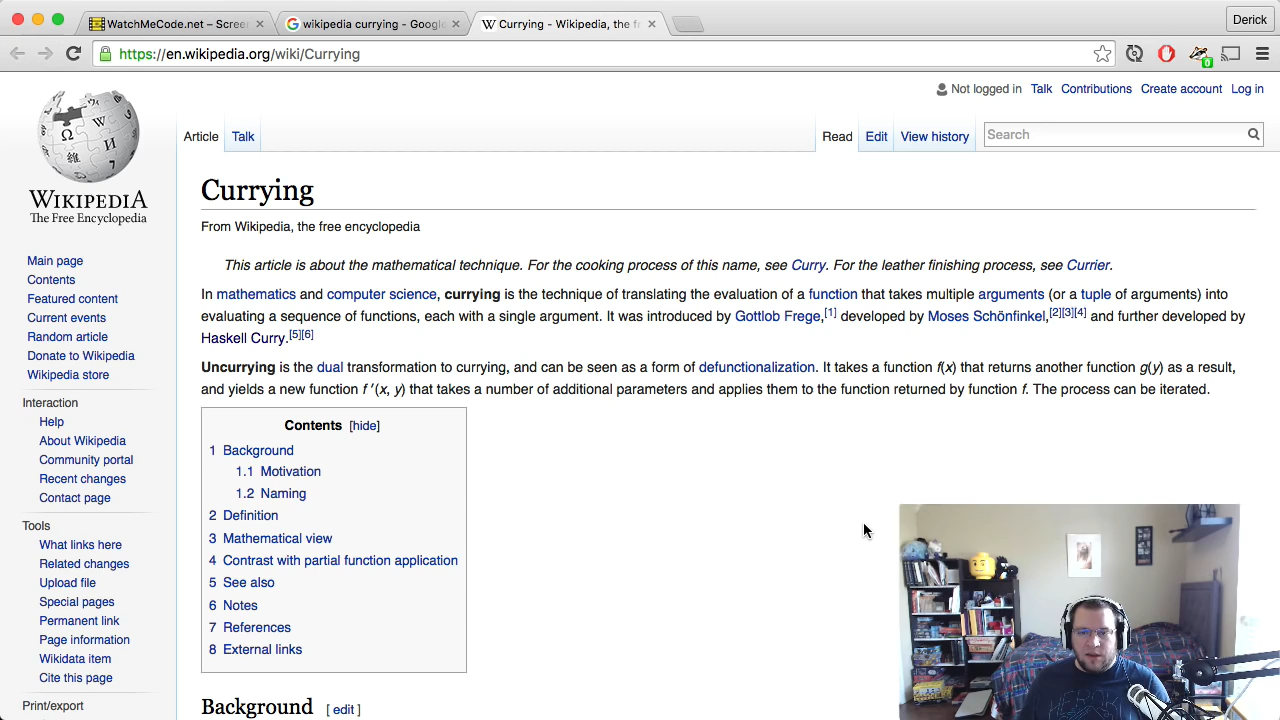 WatchMeCode.net – Scree
wikipedia currying - Google
Currying - Wikipedia, the fr
Derick
https://en.wikipedia.org/wiki/Currying
0
Not logged in Talk Contributions Create account Log in
Article Talk Read Edit View history Search
WIKIPEDIA
The Free Encyclopedia
Main page
Contents
Featured content
Current events
Random article
Donate to Wikipedia
Wikipedia store
Interaction
Help
About Wikipedia
Community portal
Recent changes
Contact page
Tools
What links here
Related changes
Upload file
Special pages
Permanent link
Page information
Wikidata item
Cite this page
Print/export
Currying
From Wikipedia, the free encyclopedia
This article is about the mathematical technique. For the cooking process of this name, see Curry. For the leather finishing process, see Currier.
In mathematics and computer science, currying is the technique of translating the evaluation of a function that takes multiple arguments (or a tuple of arguments) into
evaluating a sequence of functions, each with a single argument. It was introduced by Gottlob Frege,[1] developed by Moses Schönfinkel,[2][3][4] and further developed by
Haskell Curry.[5][6]
Uncurrying is the dual transformation to currying, and can be seen as a form of defunctionalization. It takes a function f(x) that returns another function g(y) as a result,
and yields a new function f ′(x, y) that takes a number of additional parameters and applies them to the function returned by function f. The process can be iterated.
Contents [hide]
1 Background
1.1 Motivation
1.2 Naming
2 Definition
3 Mathematical view
4 Contrast with partial function application
5 See also
6 Notes
7 References
8 External links
Background [ edit ]